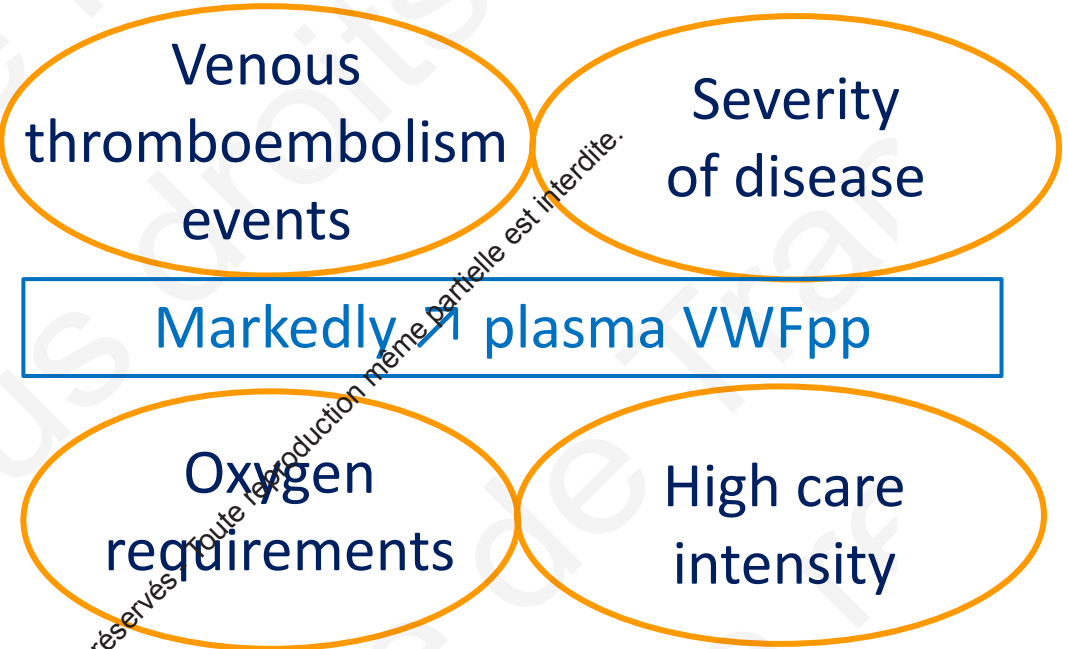 Venous
thromboembolism
events
Severity
of disease
Markedly ↗ plasma VWFpp
Oxygen
requirements
High care
intensity
réservés - Toute reproduction même partielle est interdite.